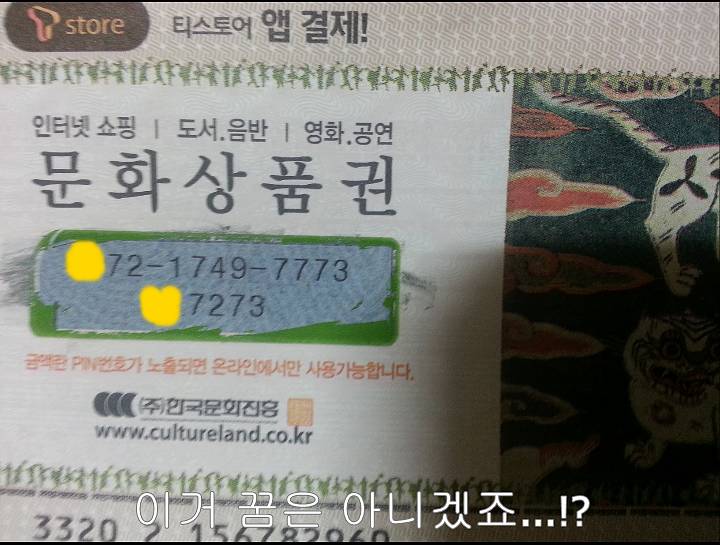 T store 티스토어 앱 결제!
인터넷 쇼핑 | 도서.음반 | 영화.공연
문화상품권
72-1749-7773
7273
금액란 PIN번호가 노출되면 온라인에서만 사용가능합니다.
(주)한국문화진흥
www.cultureland.co.kr
이거 꿈은 아니겠죠...!?
3320 2 156782960